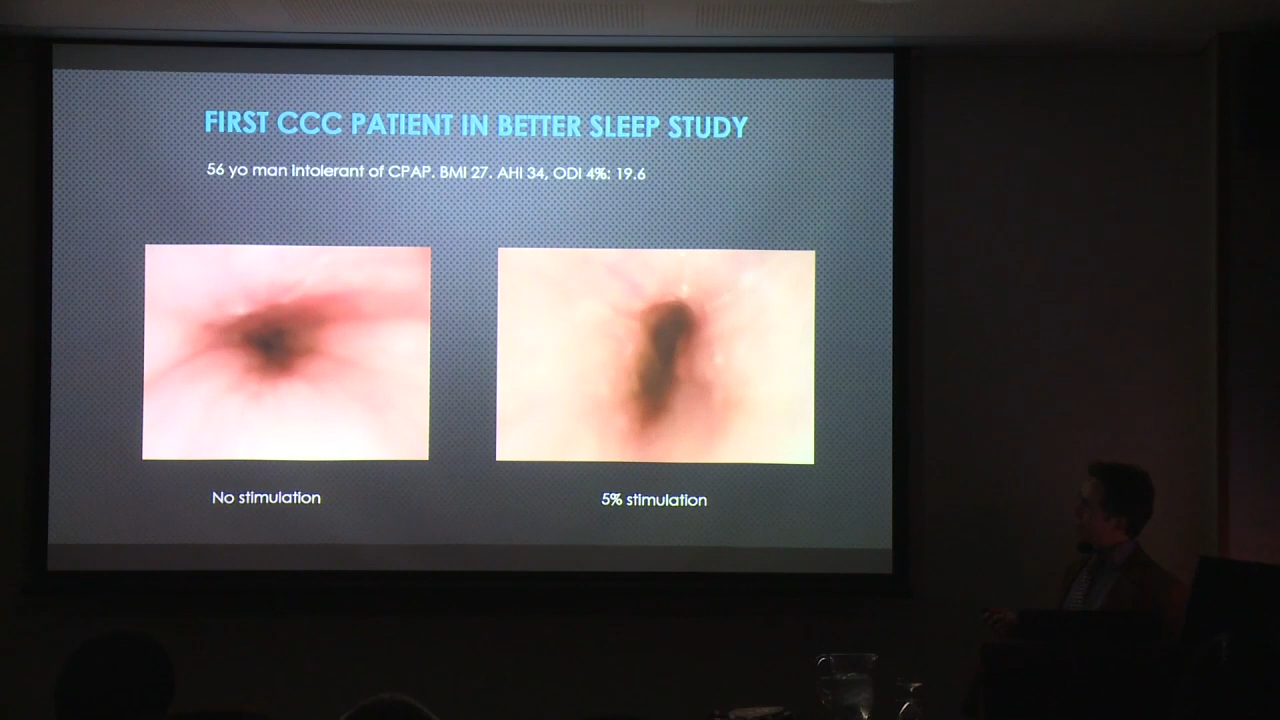 FIRST CCC PATIENT IN BETTER SLEEP STUDY
56 yo man intolerant of CPAP. BMI 27. AHI 34, ODI 4%: 19.6
No stimulation
5% stimulation